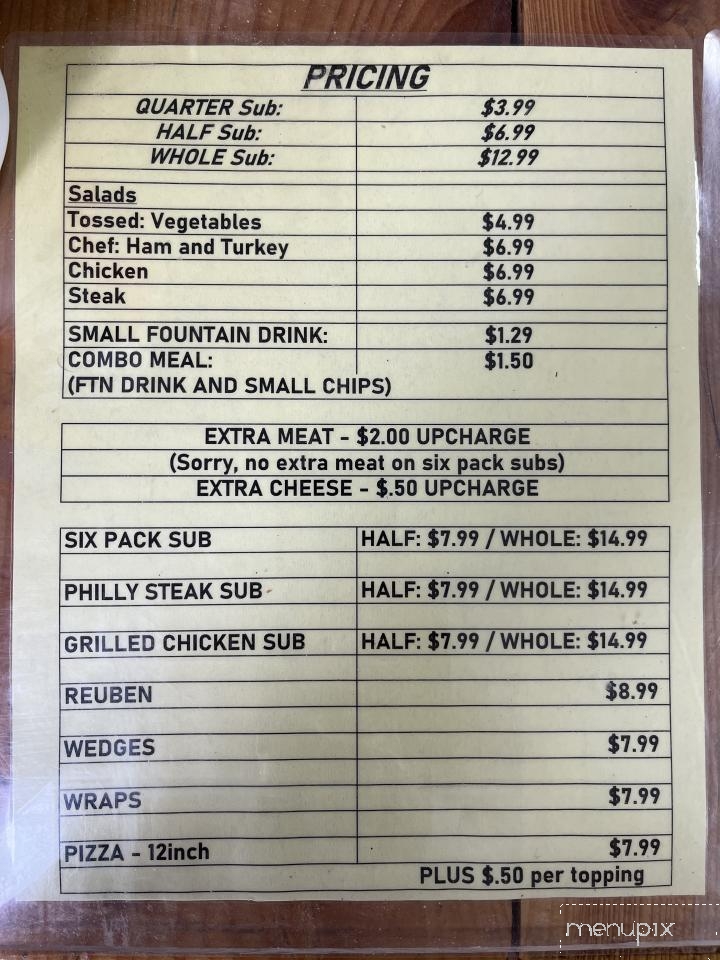 PRICING
QUARTER Sub: $3.99
HALF Sub: $6.99
WHOLE Sub: $12.99
Salads
Tossed: Vegetables $4.99
Chef: Ham and Turkey $6.99
Chicken $6.99
Steak $6.99
SMALL FOUNTAIN DRINK: $1.29
COMBO MEAL: $1.50
(FTN DRINK AND SMALL CHIPS)
EXTRA MEAT - $2.00 UPCHARGE
(Sorry, no extra meat on six pack subs)
EXTRA CHEESE - $.50 UPCHARGE
SIX PACK SUB HALF: $7.99 / WHOLE: $14.99
PHILLY STEAK SUB HALF: $7.99 / WHOLE: $14.99
GRILLED CHICKEN SUB HALF: $7.99 / WHOLE: $14.99
REUBEN $8.99
WEDGES $7.99
WRAPS $7.99
PIZZA - 12inch $7.99
PLUS $.50 per topping
menupix